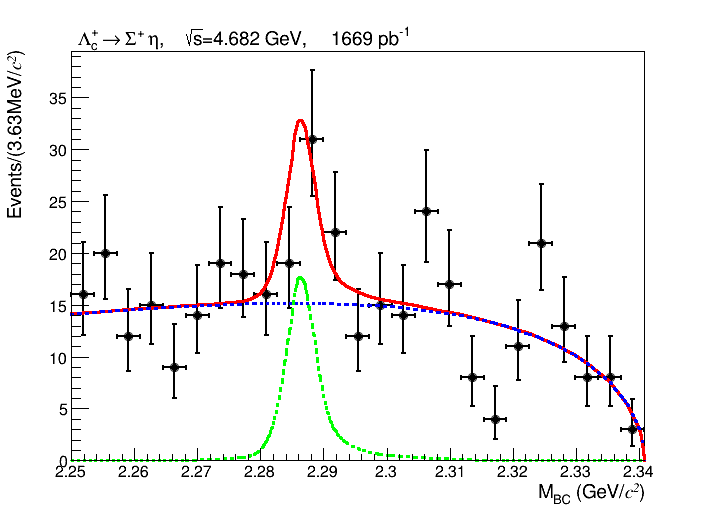 Λc+ → Σ+ η, √s=4.682 GeV, 1669 pb-1
Events/(3.63MeV/c2)
35
30
25
20
15
10
5
0
2.25 2.26 2.27 2.28 2.29 2.3 2.31 2.32 2.33 2.34
MBC (GeV/c2)